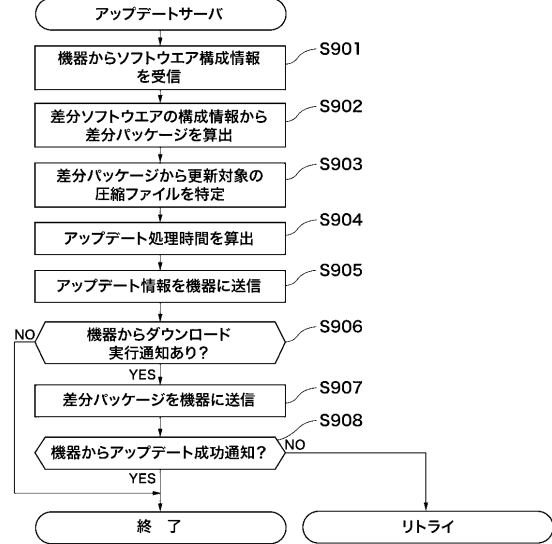 アップデートサーバ
機器からソフトウエア構成情報
を受信
S901
差分ソフトウエアの構成情報から
差分パッケージを算出
S902
差分パッケージから更新対象の
圧縮ファイルを特定
S903
アップデート処理時間を算出
S904
アップデート情報を機器に送信
S905
機器からダウンロード
実行通知あり？
S906
NO
YES
差分パッケージを機器に送信
S907
機器からアップデート成功通知？
S908
NO
YES
終 了
リトライ